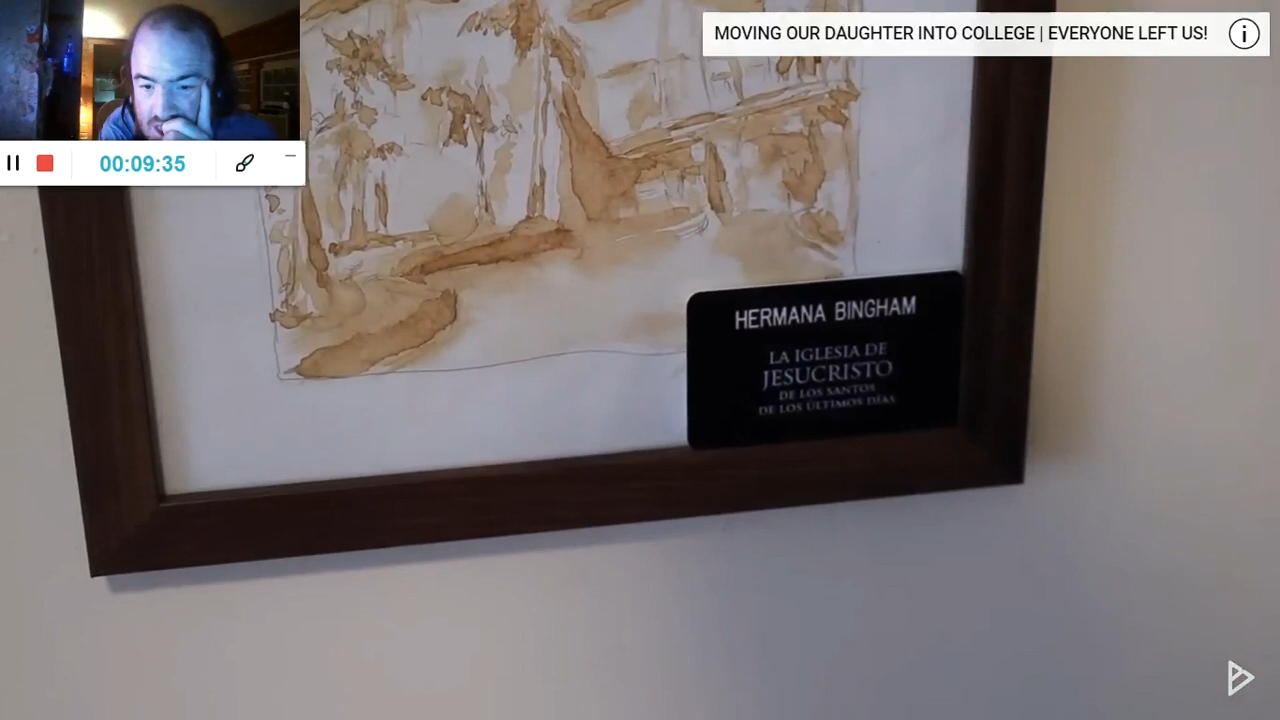 MOVING OUR DAUGHTER INTO COLLEGE | EVERYONE LEFT US!
00:09:35
HERMANA BINGHAM
LA IGLESIA DE
JESUCRISTO
DE LOS SANTOS
DE LOS ÚLTIMOS DÍAS